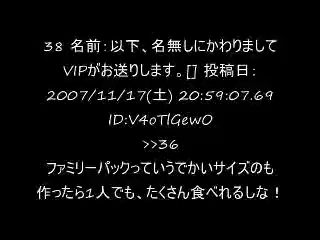 38 名前：以下、名無しにかわりまして
VIPがお送りします。[] 投稿日：
2007/11/17(土) 20:59:07.69
ID:V4oTlGew0
>>36
ファミリーパックっていうでかいサイズのも
作ったら1人でも、たくさん食べれるしな！